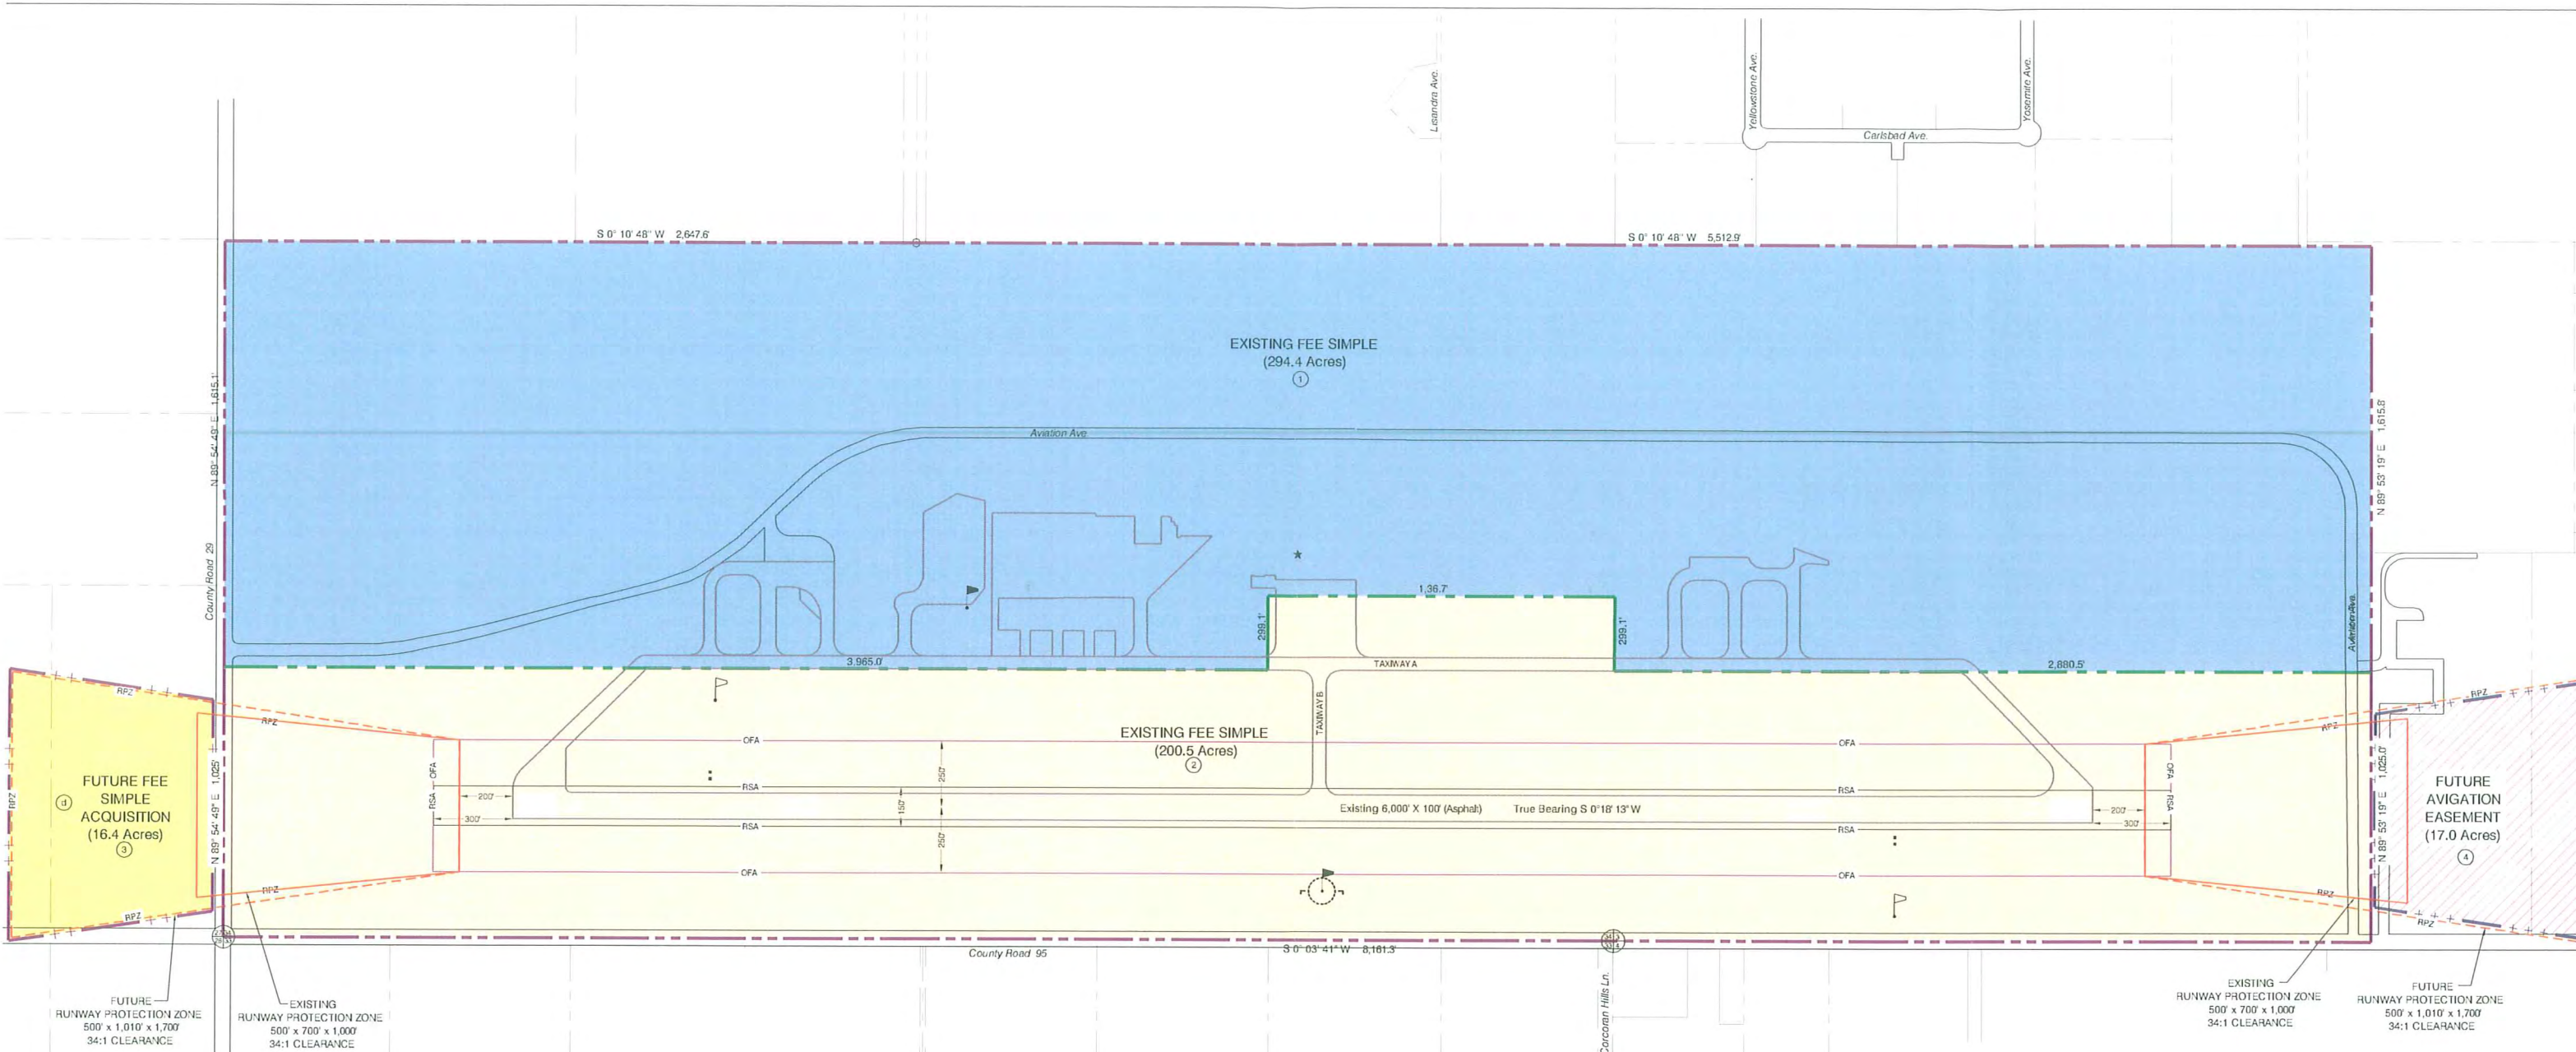 Lisandra Ave.
Yellowstone Ave.
Yosemite Ave.
Carlsbad Ave.
S 0° 10' 48" W 2,647.6'
S 0° 10' 48" W 5,512.9'
EXISTING FEE SIMPLE
(294.4 Acres)
1
N 89° 54' 49" E 1,615.1'
N 89° 53' 19" E 1,615.8'
Aviation Ave.
County Road 29
Aviation Ave.
1,36.7'
299.1'
299.1'
3,965.0'
TAXIWAY A
2,880.5'
TAXIWAY B
RPZ
RPZ
RPZ
RPZ
EXISTING FEE SIMPLE
(200.5 Acres)
2
OFA
OFA
RSA
RSA
250'
150'
250'
Existing 6,000' X 100' (Asphalt) True Bearing S 0°18' 13" W
RSA
RSA
OFA
OFA
OFA
RSA
200'
300'
OFA
RSA
200'
300'
FUTURE FEE
SIMPLE
ACQUISITION
(16.4 Acres)
3
d
RPZ
N 89° 54' 49" E 1,025'
N 89° 53' 19" E 1,025.0'
FUTURE
AVIGATION
EASEMENT
(17.0 Acres)
4
RPZ
RPZ
RPZ
RPZ
County Road 95
S 0° 03' 41" W 8,161.3'
Corcoran Hills Ln.
FUTURE
RUNWAY PROTECTION ZONE
500' x 1,010' x 1,700'
34:1 CLEARANCE
EXISTING
RUNWAY PROTECTION ZONE
500' x 700' x 1,000'
34:1 CLEARANCE
EXISTING
RUNWAY PROTECTION ZONE
500' x 700' x 1,000'
34:1 CLEARANCE
FUTURE
RUNWAY PROTECTION ZONE
500' x 1,010' x 1,700'
34:1 CLEARANCE